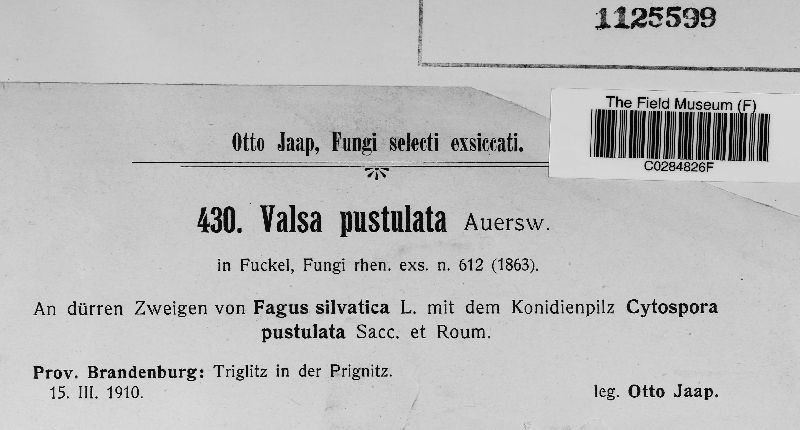 1125599
The Field Museum (F)
C0284826F
Otto Jaap, Fungi selecti exsiccati.
430. Valsa pustulata Auersw.
in Fuckel, Fungi rhen. exs. n. 612 (1863).
An dürren Zweigen von Fagus silvatica L. mit dem Konidienpilz Cytospora
pustulata Sacc. et Roum.
Prov. Brandenburg: Triglitz in der Prignitz.
15. III. 1910.
leg. Otto Jaap.